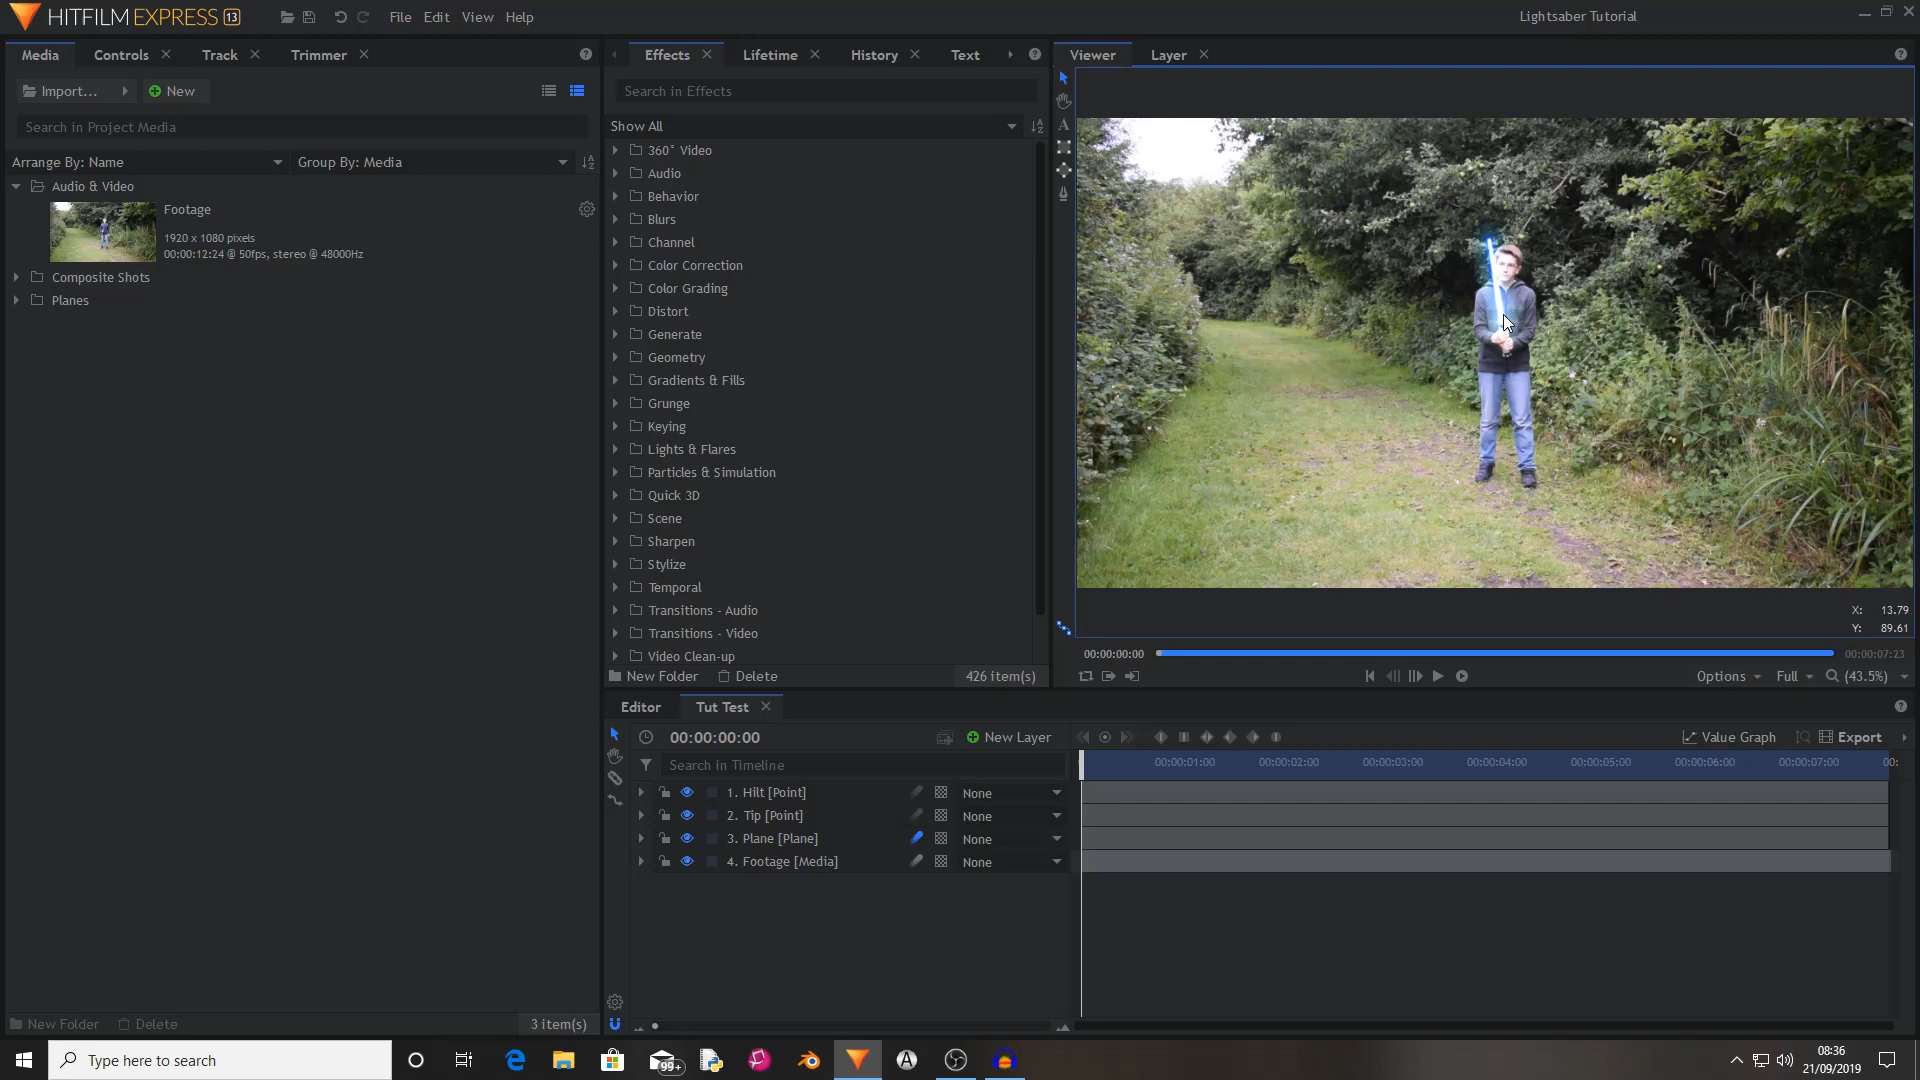 HITFILM EXPRESS 13
File Edit View Help
Lightsaber Tutorial
Media Controls Track Trimmer
Effects Lifetime History Text
Viewer Layer
Import... New
Search in Effects
Search in Project Media
Show All
Arrange By: Name
Group By: Media
Audio & Video
Footage
1920 x 1080 pixels
00:00:12:24 @ 50fps, stereo @ 48000Hz
Composite Shots
Planes
360° Video
Audio
Behavior
Blurs
Channel
Color Correction
Color Grading
Distort
Generate
Geometry
Gradients & Fills
Grunge
Keying
Lights & Flares
Particles & Simulation
Quick 3D
Scene
Sharpen
Stylize
Temporal
Transitions - Audio
Transitions - Video
Video Clean-up
New Folder Delete 426 item(s)
X: 13.79
Y: 89.61
00:00:00:00
00:00:07:23
Options Full (43.5%)
Editor Tut Test
00:00:00:00 New Layer
Value Graph Export
Search in Timeline
00:00:01:00 00:00:02:00 00:00:03:00 00:00:04:00 00:00:05:00 00:00:06:00 00:00:07:00 00:
1. Hilt [Point] None
2. Tip [Point] None
3. Plane [Plane] None
4. Footage [Media] None
New Folder Delete 3 item(s)
Type here to search
99+
08:36
21/09/2019